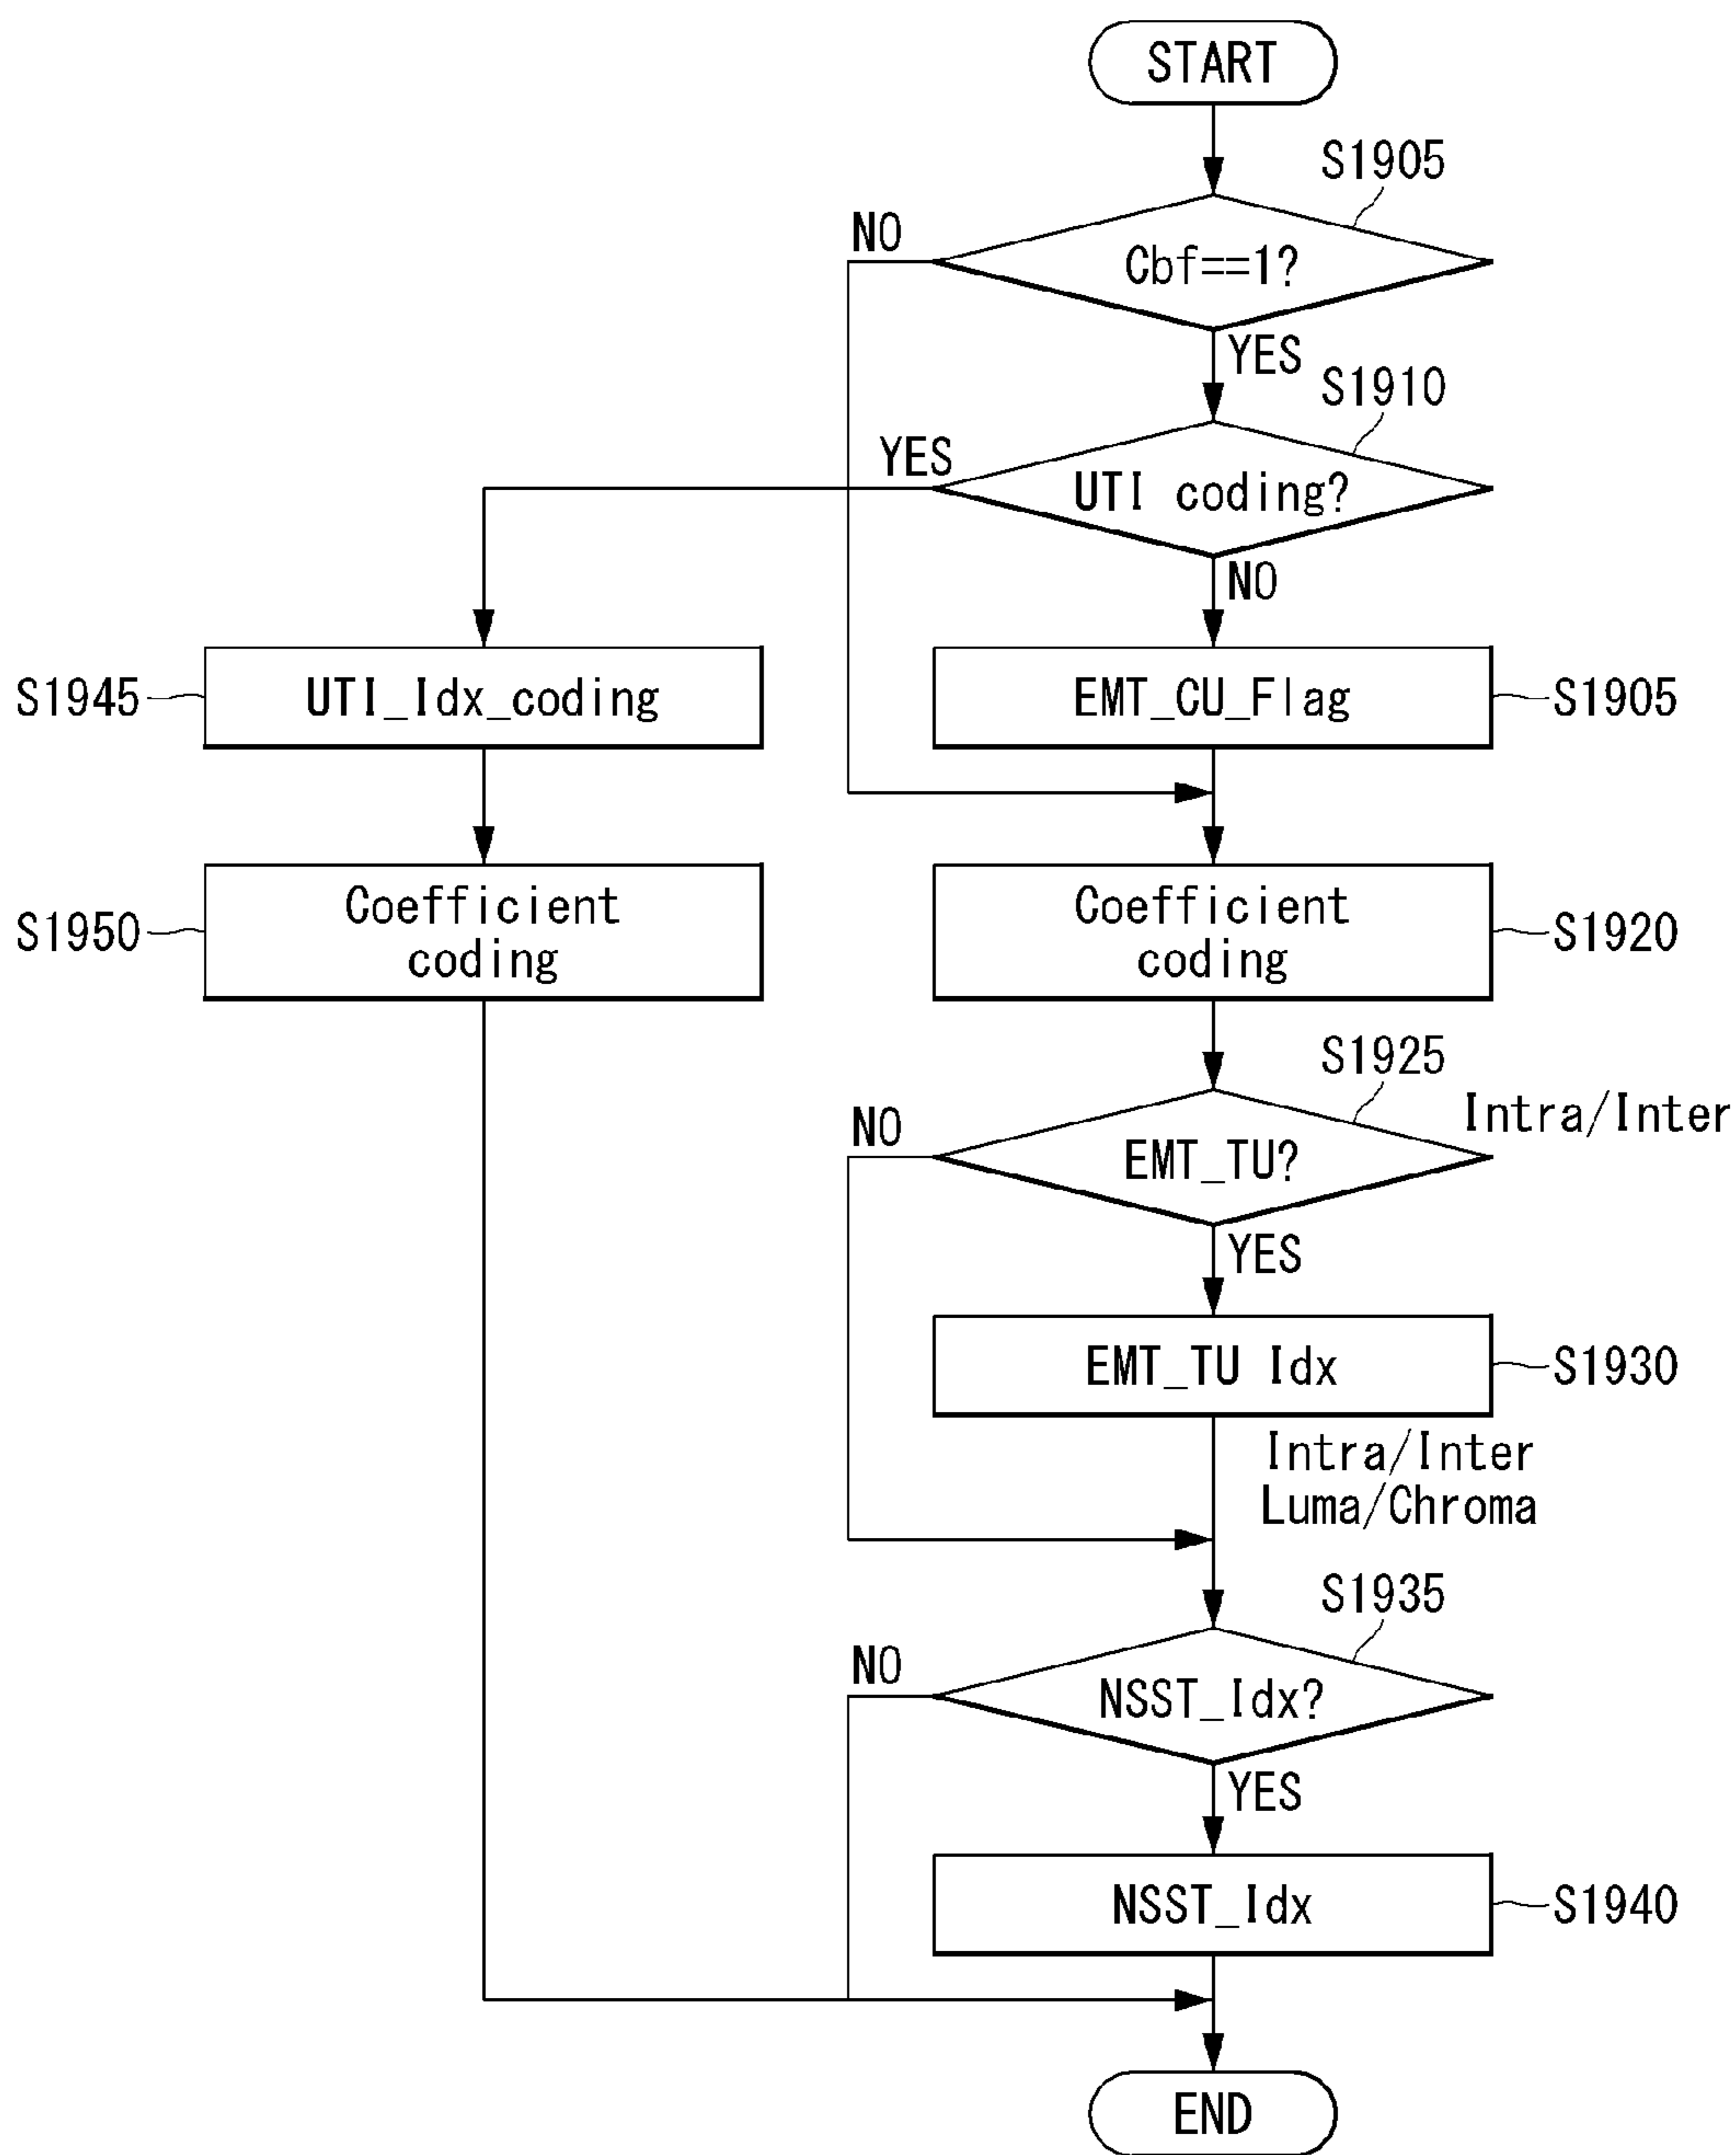 START
S1905
NO
Cbf==1?
YES
S1910
YES
UTI coding?
NO
S1945
UTI_Idx_coding
EMT_CU_Flag
S1905
S1950
Coefficient
coding
Coefficient
coding
S1920
S1925
Intra/Inter
NO
EMT_TU?
YES
EMT_TU Idx
S1930
Intra/Inter
Luma/Chroma
S1935
NO
NSST_Idx?
YES
NSST_Idx
S1940
END